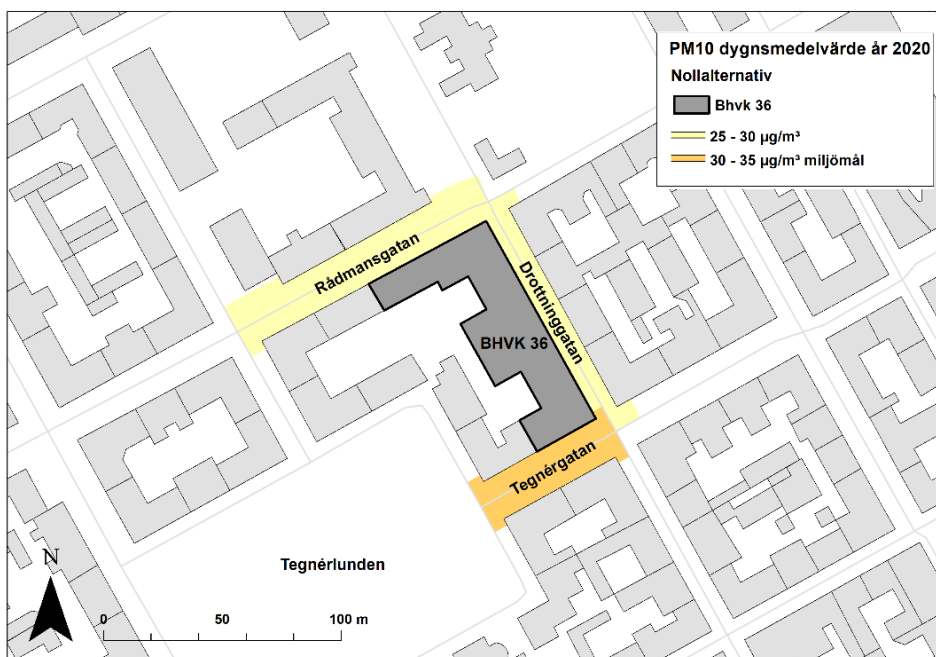 PM10 dygnsmedelvärde år 2020
Nollalternativ
Bhvk 36
25 - 30 µg/m³
30 - 35 µg/m³ miljömål
Rådmansgatan
Drottninggatan
BHVK 36
Tegnérgatan
Tegnérlunden
N
0 50 100 m